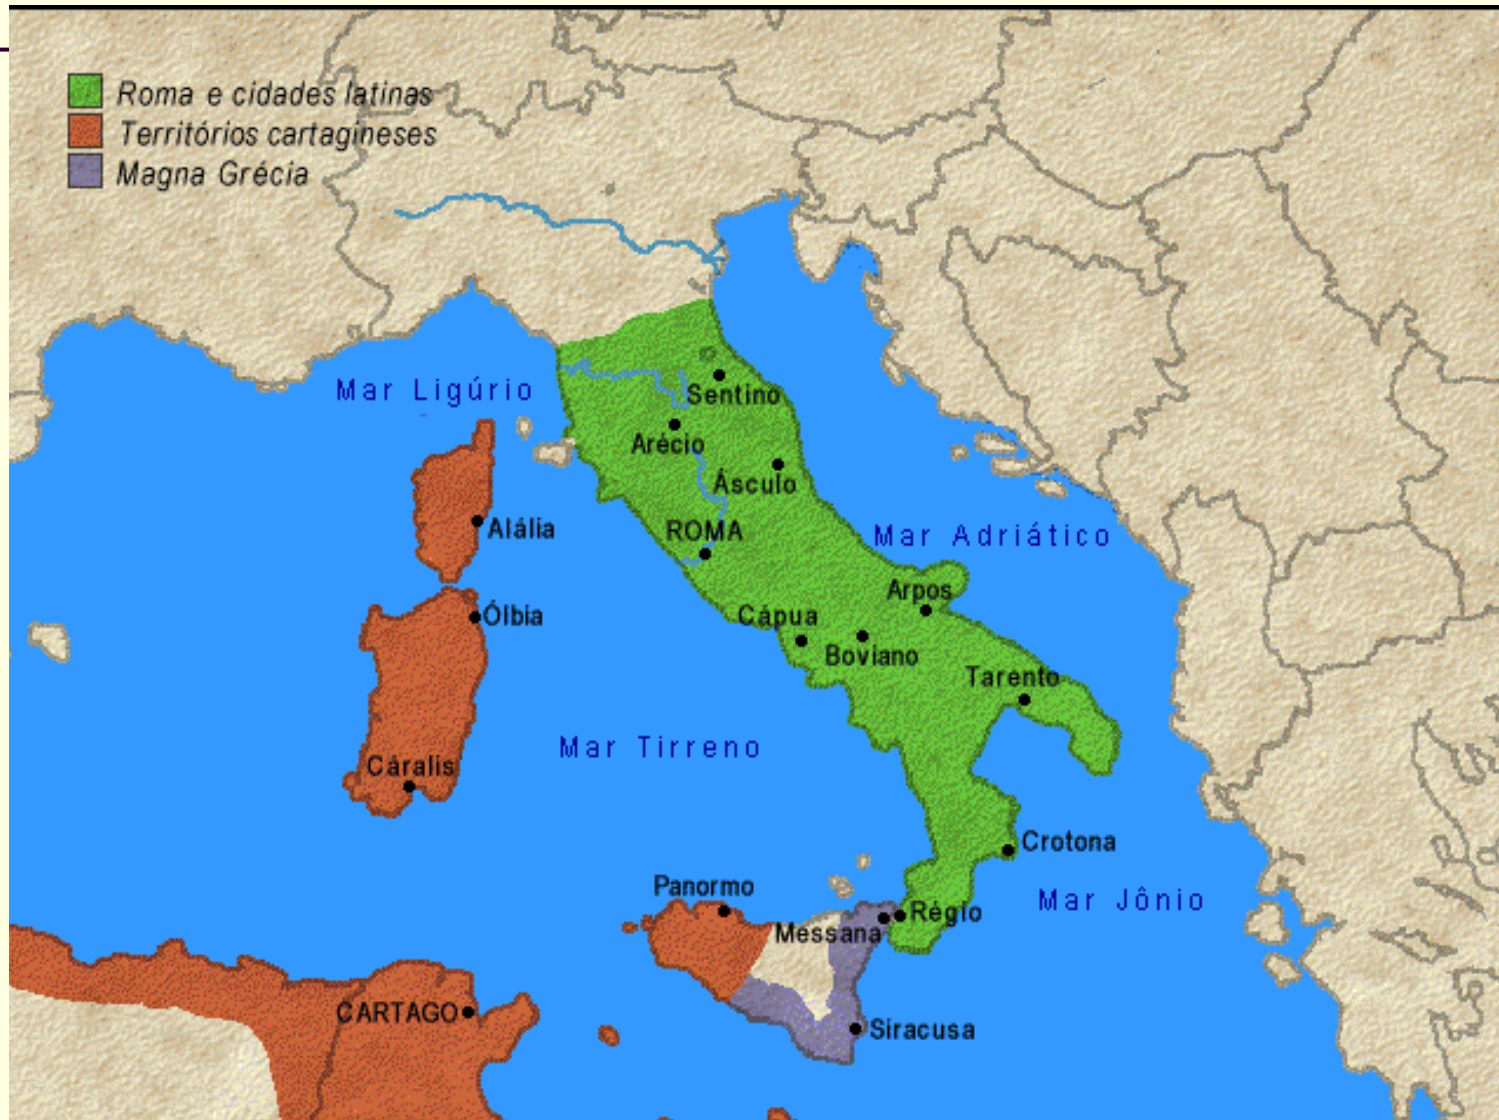 Roma e cidades latinas
Territórios cartagineses
Magna Grécia
Mar Ligúrio
Sentino
Arécio
Ásculo
Alália
ROMA
Mar Adriático
Arpos
Ólbia
Cápua
Boviano
Tarento
Mar Tirreno
Cáralis
Crotona
Panormo
Mar Jônio
Régio
Messana
CARTAGO
Siracusa